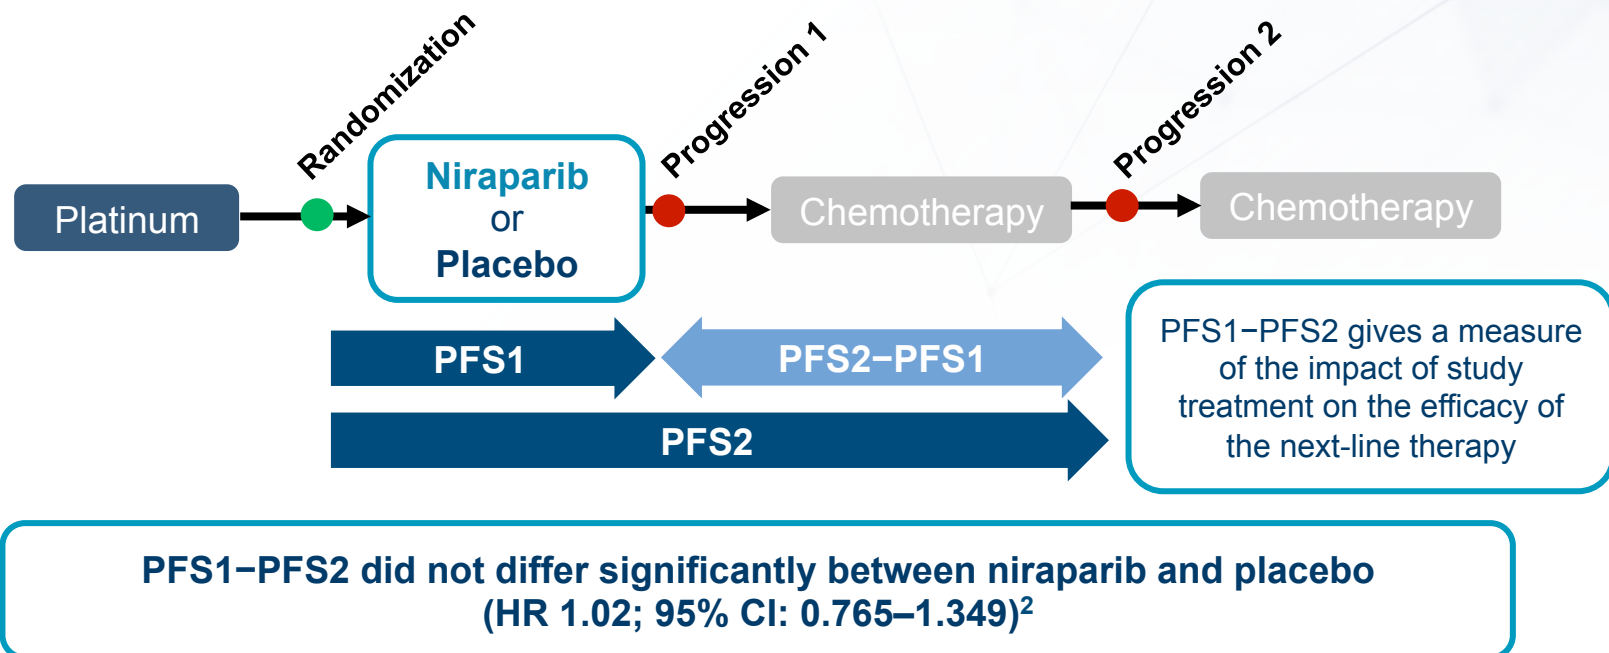 Randomization
Progression 1
Progression 2
Platinum
Niraparib
or
Placebo
Chemotherapy
Chemotherapy
PFS1
PFS2−PFS1
PFS2
PFS1−PFS2 gives a measure
of the impact of study
treatment on the efficacy of
the next-line therapy
PFS1−PFS2 did not differ significantly between niraparib and placebo
(HR 1.02; 95% CI: 0.765–1.349)²